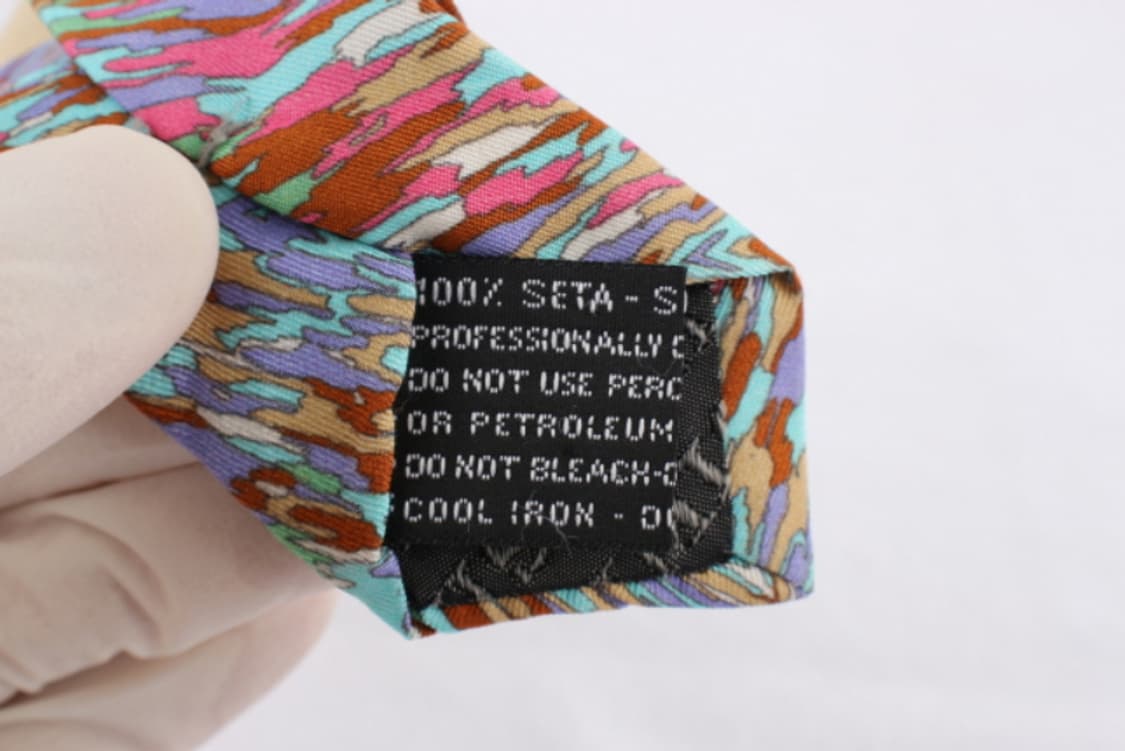 100% SETA - S
PROFESSIONALLY
DO NOT USE PERC
OR PETROLEUM
DO NOT BLEACH-
COOL IRON - DO